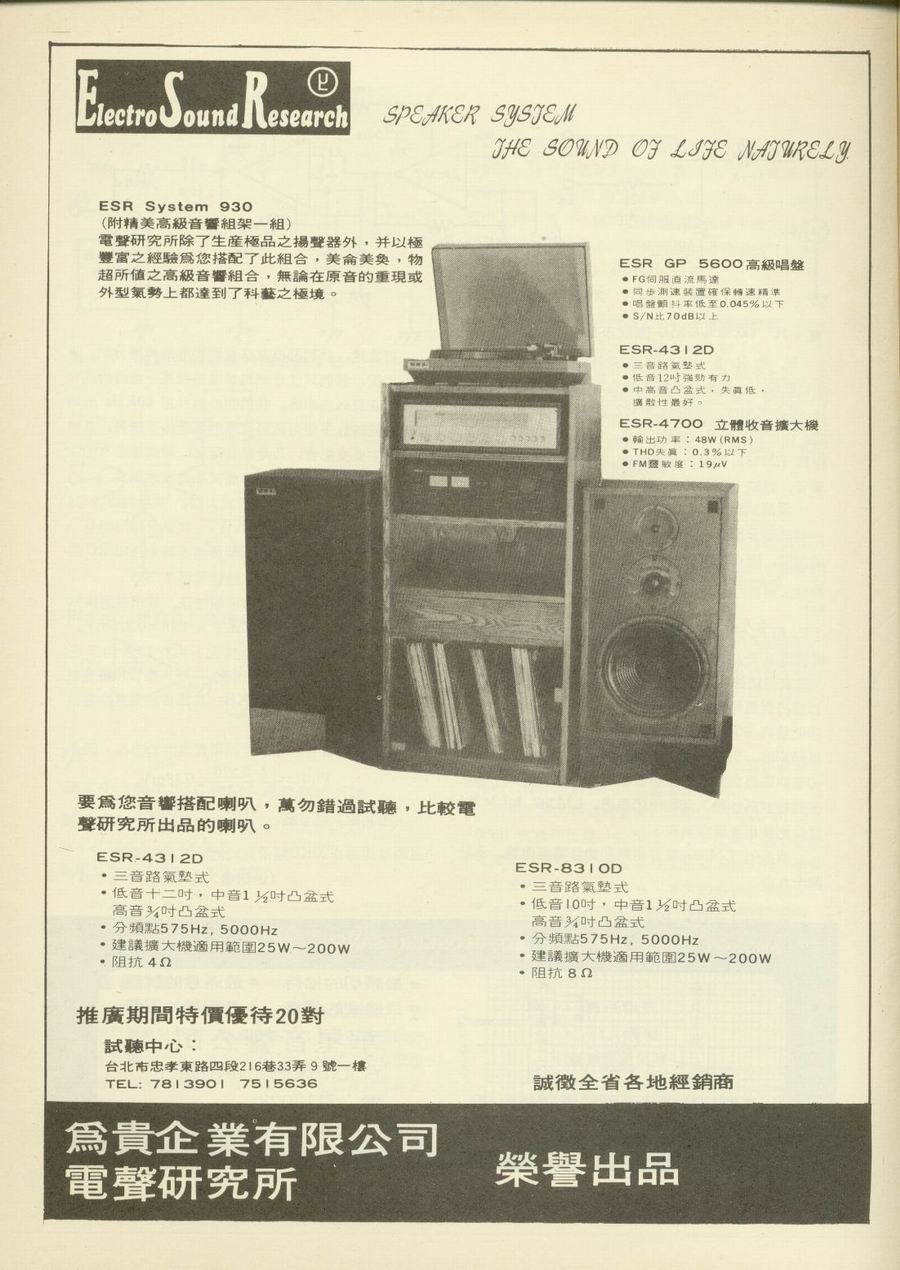 Electro Sound Research
SPEAKER SYSTEM
THE SOUND OF LIFE NATURELY
ESR System 930
(附精美高級音響組架一組)
電聲研究所除了生産極品之揚聲器外，并以極
豐富之經驗爲您搭配了此組合，美侖美奐，物
超所値之高級音響組合，無論在原音的重現或
外型氣勢上都達到了科藝之極境。
ESR GP 5600高級唱盤
• FG伺服直流馬達
• 同步測速裝置確保轉速精準
• 唱盤顫抖率低至0.045%以下
• S/N比70dB以上
ESR-4312D
• 三音路氣墊式
• 低音12吋強勁有力
• 中高音凸盆式，失眞低，
擴散性最好。
ESR-4700 立體收音擴大機
• 輸出功率：48W(RMS)
• THD失眞：0.3%以下
• FM靈敏度：19μV
要爲您音響搭配喇叭，萬勿錯過試聽，比較電
聲研究所出品的喇叭。
ESR-4312D
• 三音路氣墊式
• 低音十二吋，中音1½吋凸盆式
高音¾吋凸盆式
• 分頻點575Hz, 5000Hz
• 建議擴大機適用範圍25W～200W
• 阻抗4Ω
ESR-8310D
• 三音路氣墊式
• 低音10吋，中音1½吋凸盆式
高音¾吋凸盆式
• 分頻點575Hz, 5000Hz
• 建議擴大機適用範圍25W～200W
• 阻抗8Ω
推廣期間特價優待20對
試聽中心：
台北市忠孝東路四段216巷33弄9號一樓
TEL: 7813901 7515636
誠徵全省各地經銷商
爲貴企業有限公司
電聲研究所
榮譽出品